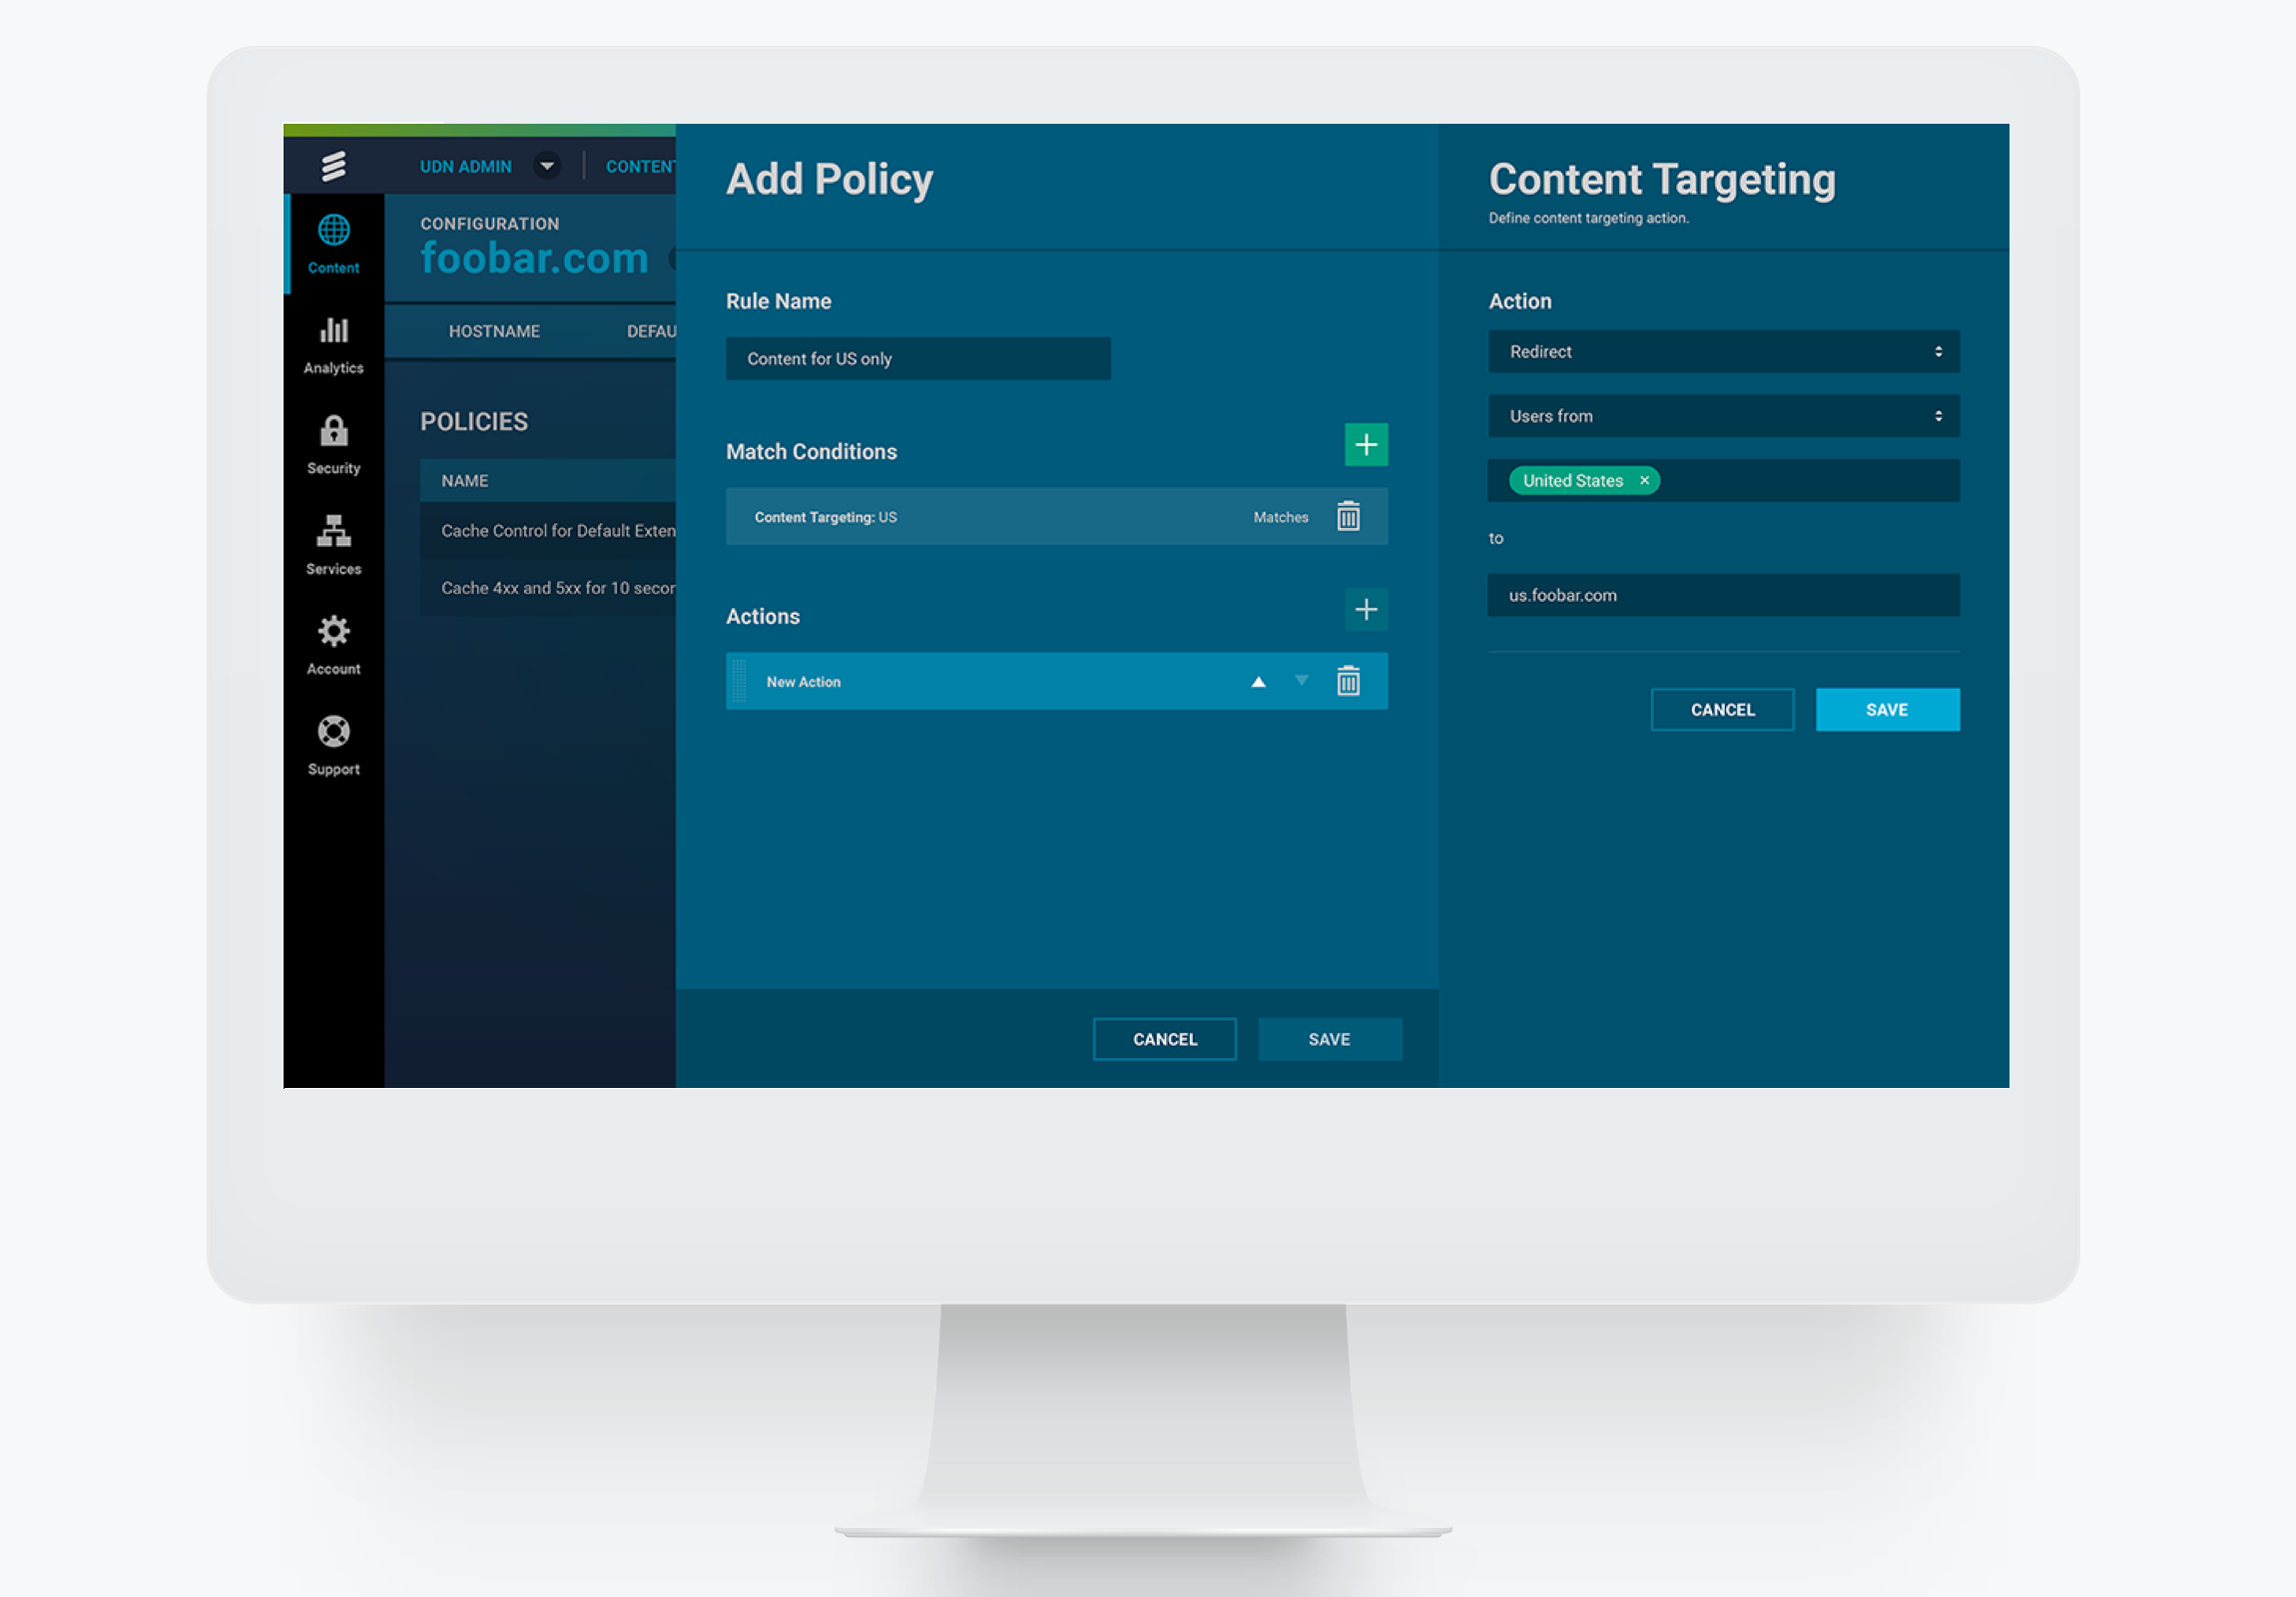 UDN ADMIN
CONTENT
CONFIGURATION
foobar.com
HOSTNAME
DEFAU
POLICIES
NAME
Cache Control for Default Exten
Cache 4xx and 5xx for 10 secon
Content
Analytics
Security
Services
Account
Support
Add Policy
Rule Name
Content for US only
Match Conditions
+
Content Targeting: US Matches
Actions
+
New Action
CANCEL SAVE
Content Targeting
Define content targeting action.
Action
Redirect
Users from
United States ×
to
us.foobar.com
CANCEL SAVE